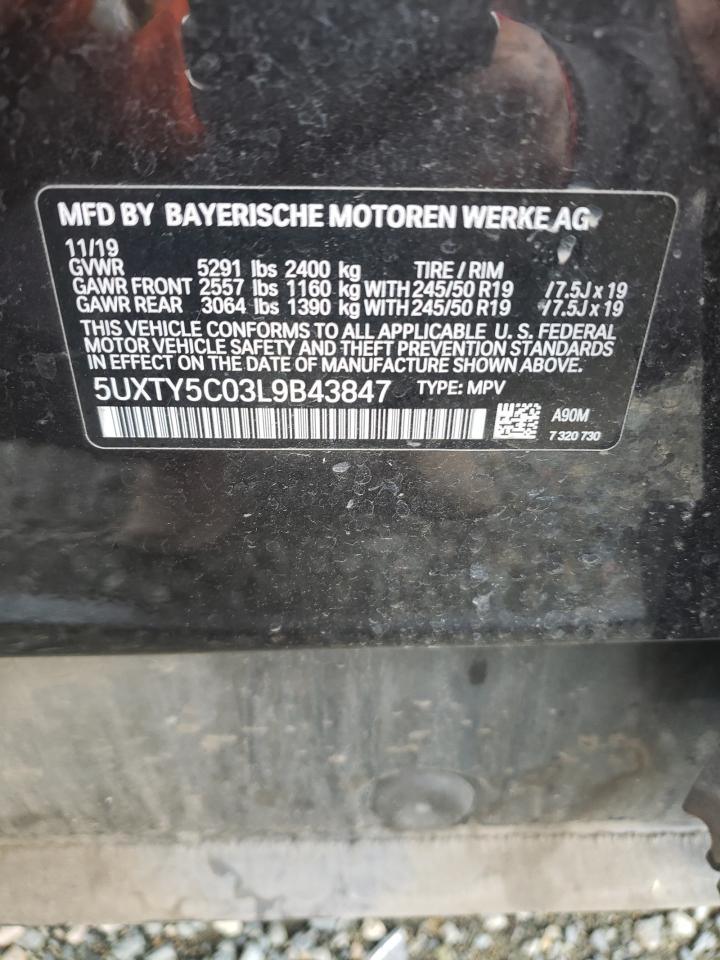 MFD BY BAYERISCHE MOTOREN WERKE AG
11/19
GVWR 5291 lbs 2400 kg TIRE / RIM
GAWR FRONT 2557 lbs 1160 kg WITH 245/50 R19 /7.5J x 19
GAWR REAR 3064 lbs 1390 kg WITH 245/50 R19 /7.5J x 19
THIS VEHICLE CONFORMS TO ALL APPLICABLE U.S. FEDERAL
MOTOR VEHICLE SAFETY AND THEFT PREVENTION STANDARDS
IN EFFECT ON THE DATE OF MANUFACTURE SHOWN ABOVE.
5UXTY5C03L9B43847 TYPE: MPV
A90M
7 320 730